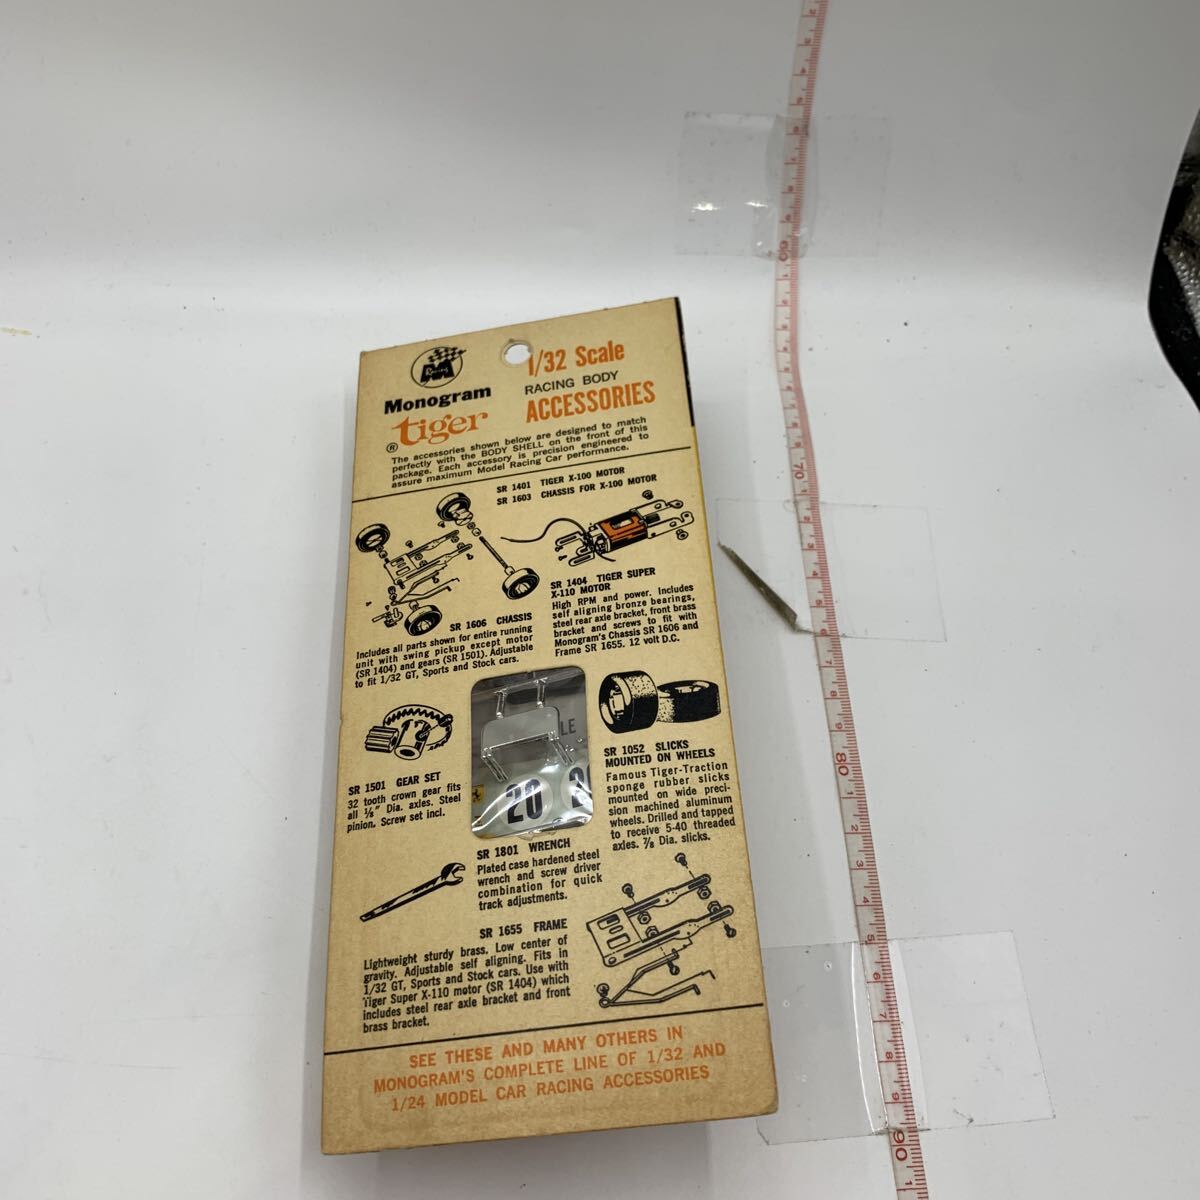 Racing
Monogram
® tiger
1/32 Scale
RACING BODY
ACCESSORIES
The accessories shown below are designed to match
perfectly with the BODY SHELL on the front of this
package. Each accessory is precision engineered to
assure maximum Model Racing Car performance.
SR 1401 TIGER X-100 MOTOR
SR 1603 CHASSIS FOR X-100 MOTOR
SR 1606 CHASSIS
Includes all parts shown for entire running
unit with swing pickup except motor
(SR 1404) and gears (SR 1501). Adjustable
to fit 1/32 GT, Sports and Stock cars.
SR 1404 TIGER SUPER
X-110 MOTOR
High RPM and power. Includes
self aligning bronze bearings,
steel rear axle bracket, front brass
bracket and screws to fit with
Monogram's Chassis SR 1606 and
Frame SR 1655. 12 volt D.C.
SR 1501 GEAR SET
32 tooth crown gear fits
all 1/8" Dia. axles. Steel
pinion. Screw set incl.
LE
20
SR 1052 SLICKS
MOUNTED ON WHEELS
Famous Tiger-Traction
sponge rubber slicks
mounted on wide preci-
sion machined aluminum
wheels. Drilled and tapped
to receive 5-40 threaded
axles. 7/8 Dia. slicks.
SR 1801 WRENCH
Plated case hardened steel
wrench and screw driver
combination for quick
track adjustments.
SR 1655 FRAME
Lightweight sturdy brass. Low center of
gravity. Adjustable self aligning. Fits in
1/32 GT, Sports and Stock cars. Use with
Tiger Super X-110 motor (SR 1404) which
includes steel rear axle bracket and front
brass bracket.
SEE THESE AND MANY OTHERS IN
MONOGRAM'S COMPLETE LINE OF 1/32 AND
1/24 MODEL CAR RACING ACCESSORIES
60
70
80
90